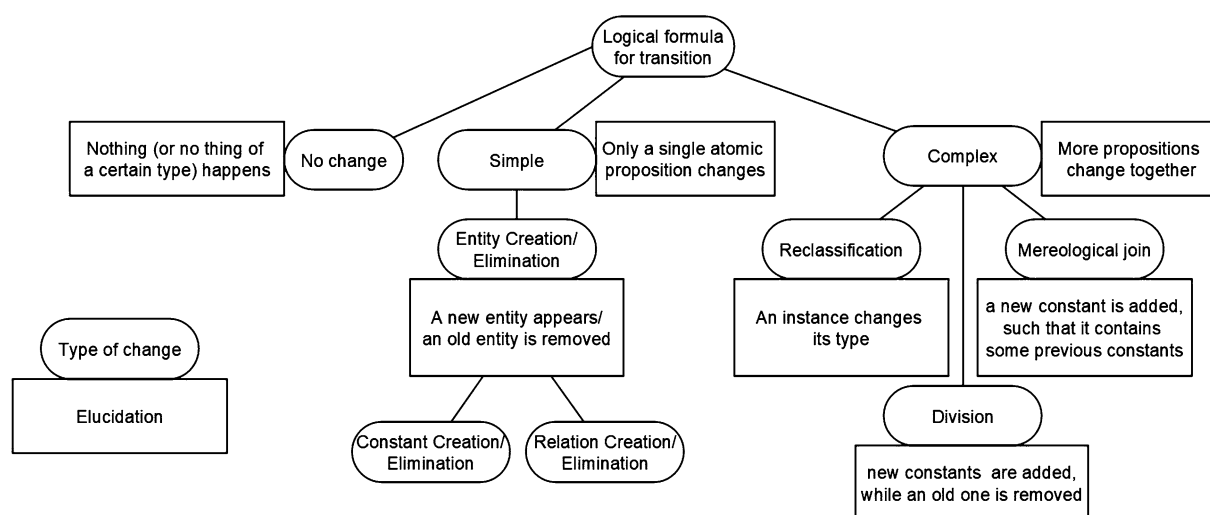 Logical formula
for transition
Nothing (or no thing of
a certain type) happens
No change
Simple
Only a single atomic
proposition changes
Complex
More propositions
change together
Entity Creation/
Elimination
A new entity appears/
an old entity is removed
Constant Creation/
Elimination
Relation Creation/
Elimination
Reclassification
An instance changes
its type
Mereological join
a new constant is added,
such that it contains
some previous constants
Division
new constants are added,
while an old one is removed
Type of change
Elucidation